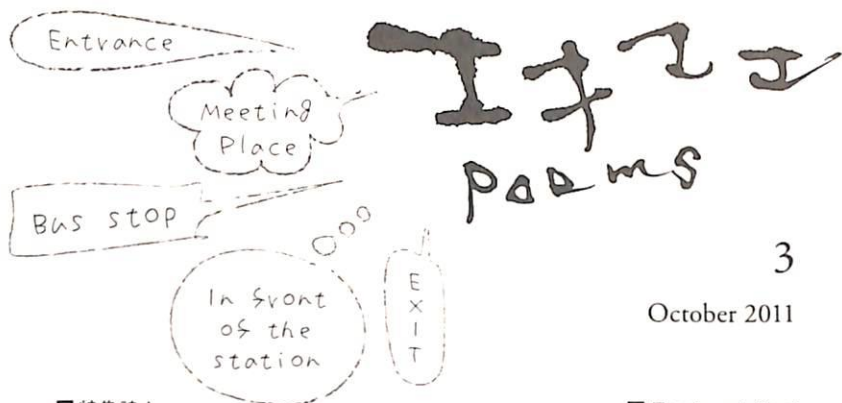 Entrance
エキマエ
Meeting
Place
poems
Bus stop
3
In front
of the
station
EXIT
October 2011